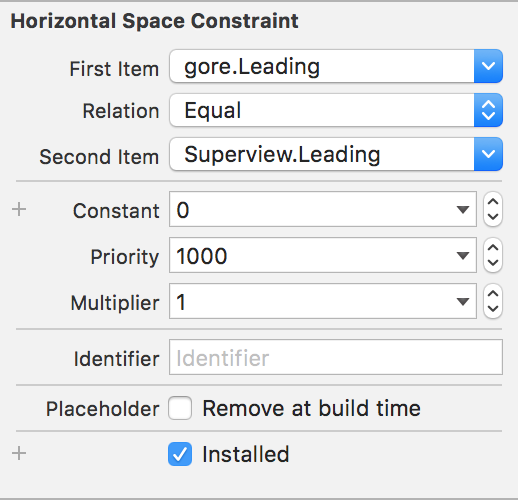 Horizontal Space Constraint
First Item gore.Leading
Relation Equal
Second Item Superview.Leading
Constant 0
Priority 1000
Multiplier 1
Identifier Identifier
Placeholder Remove at build time
Installed